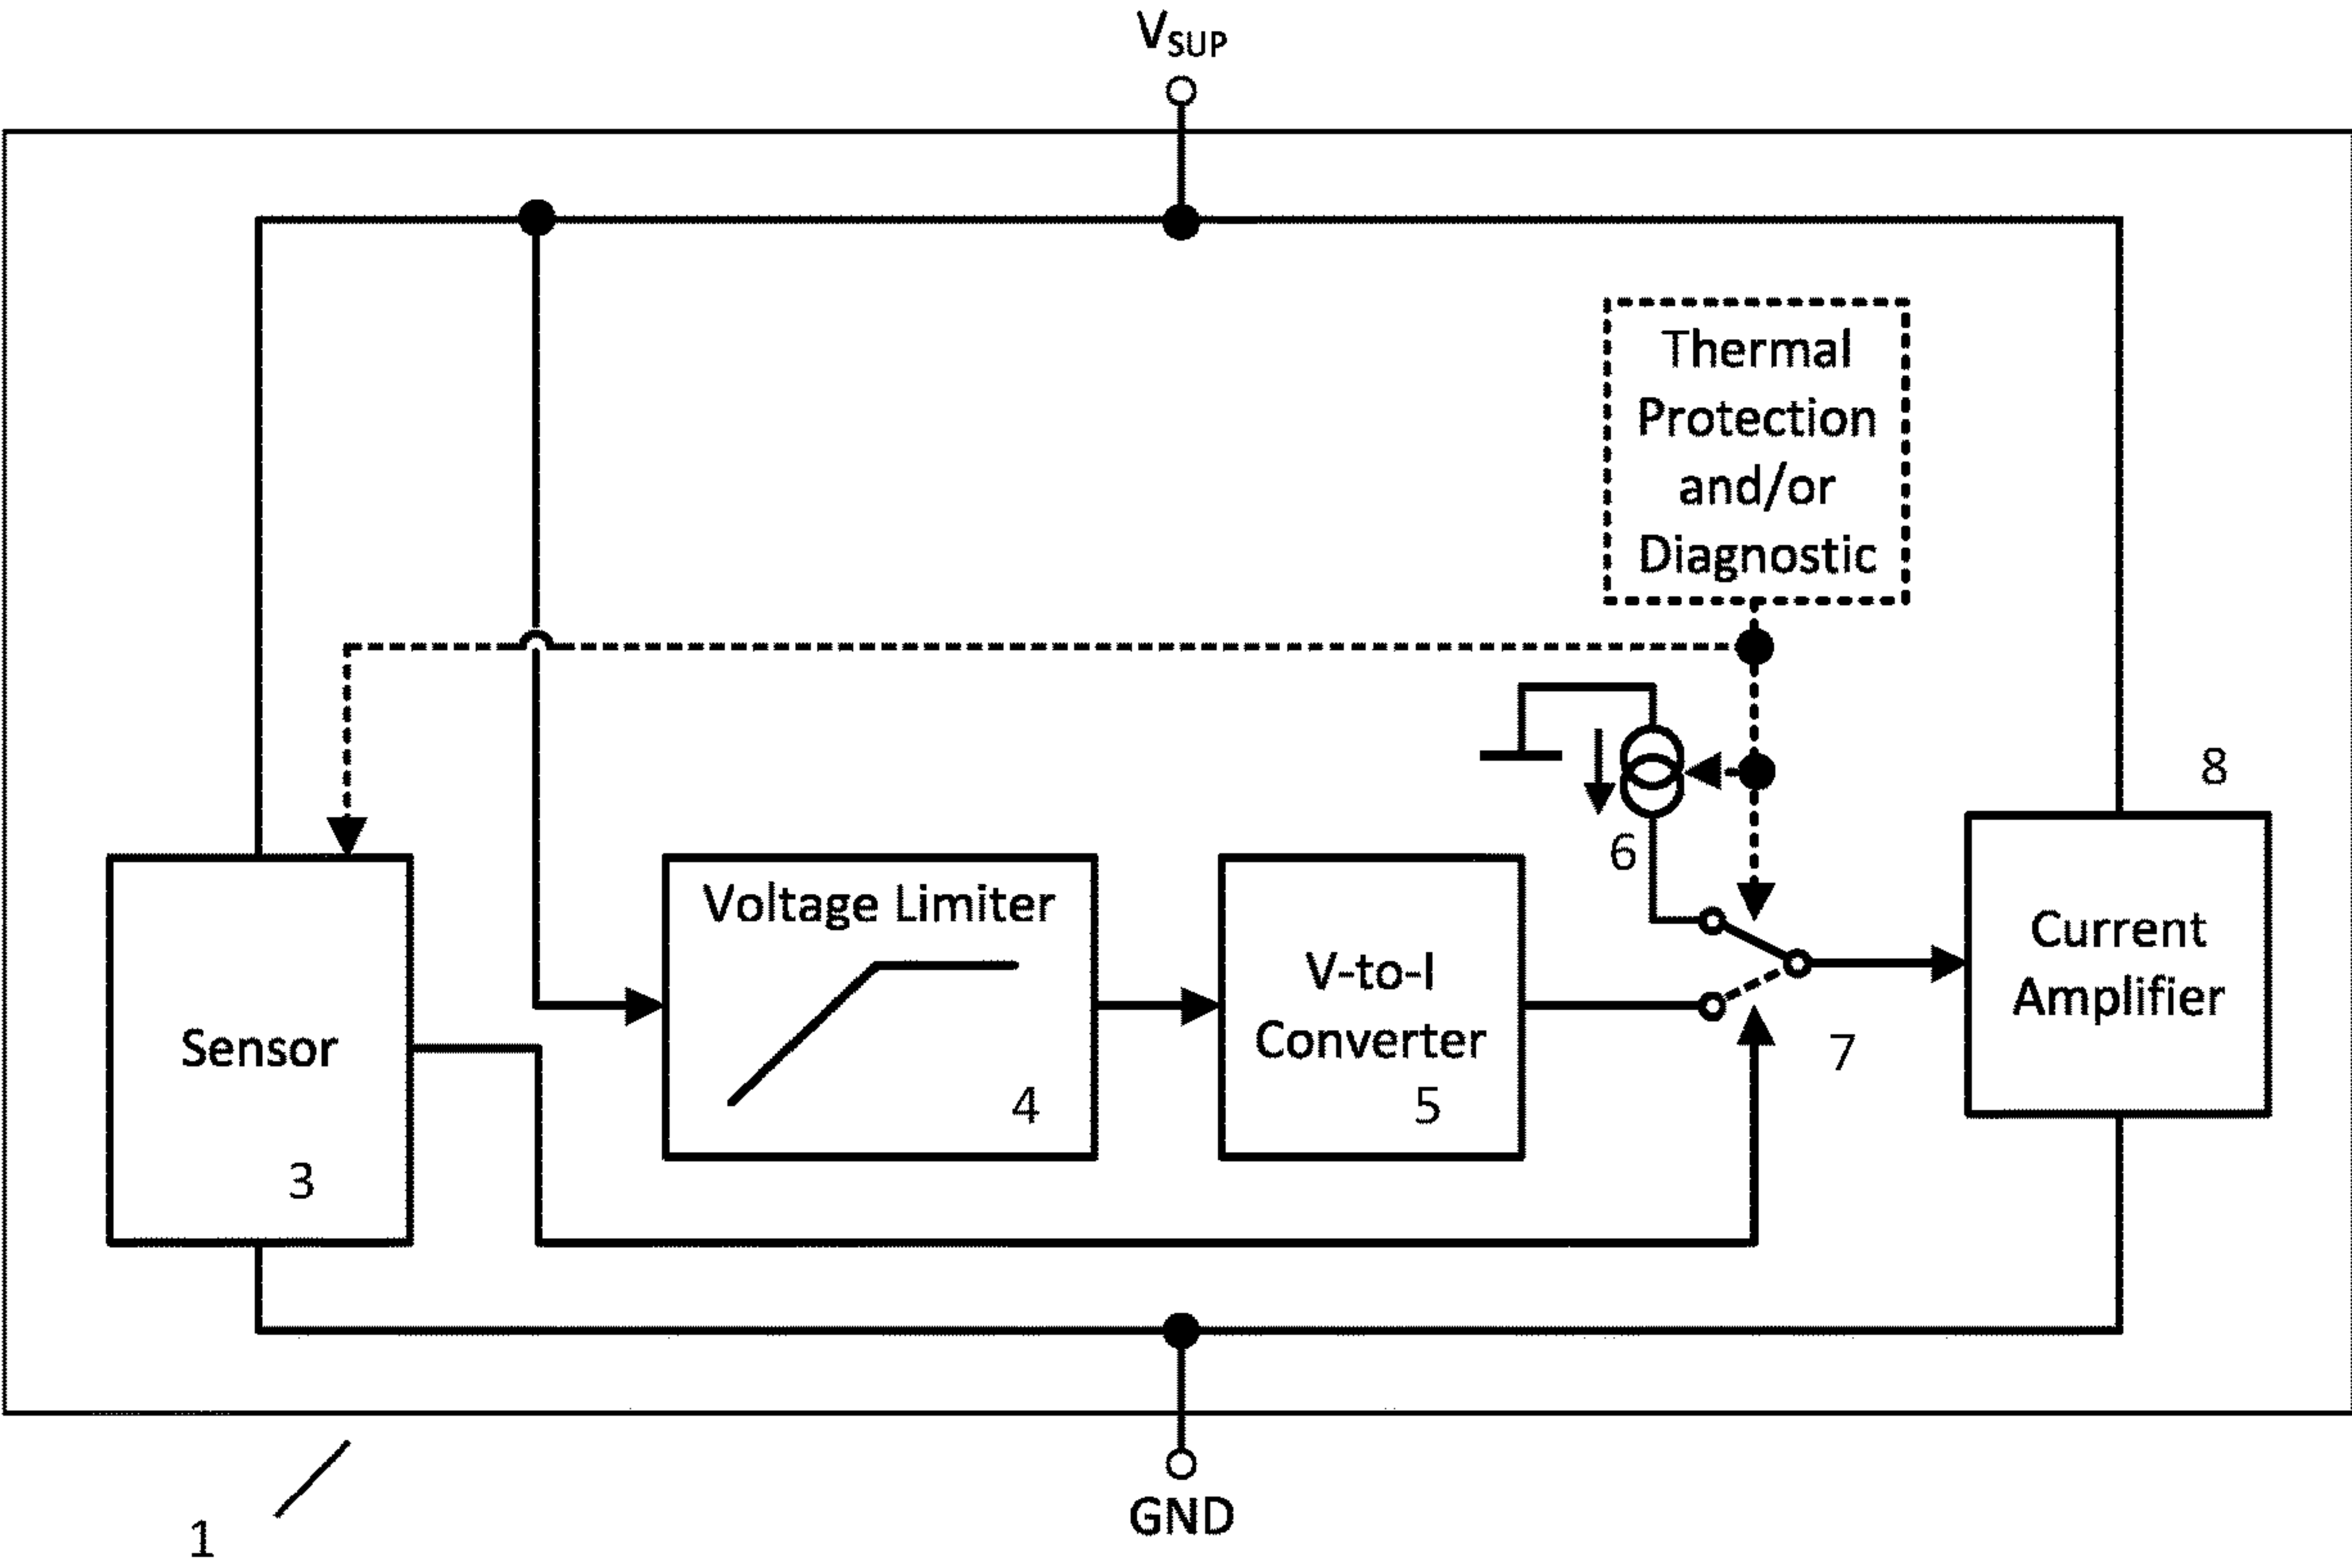 VSUP
Thermal
Protection
and/or
Diagnostic
8
6
Voltage Limiter
Current
Amplifier
V-to-I
Converter
Sensor
7
4
5
3
GND
1